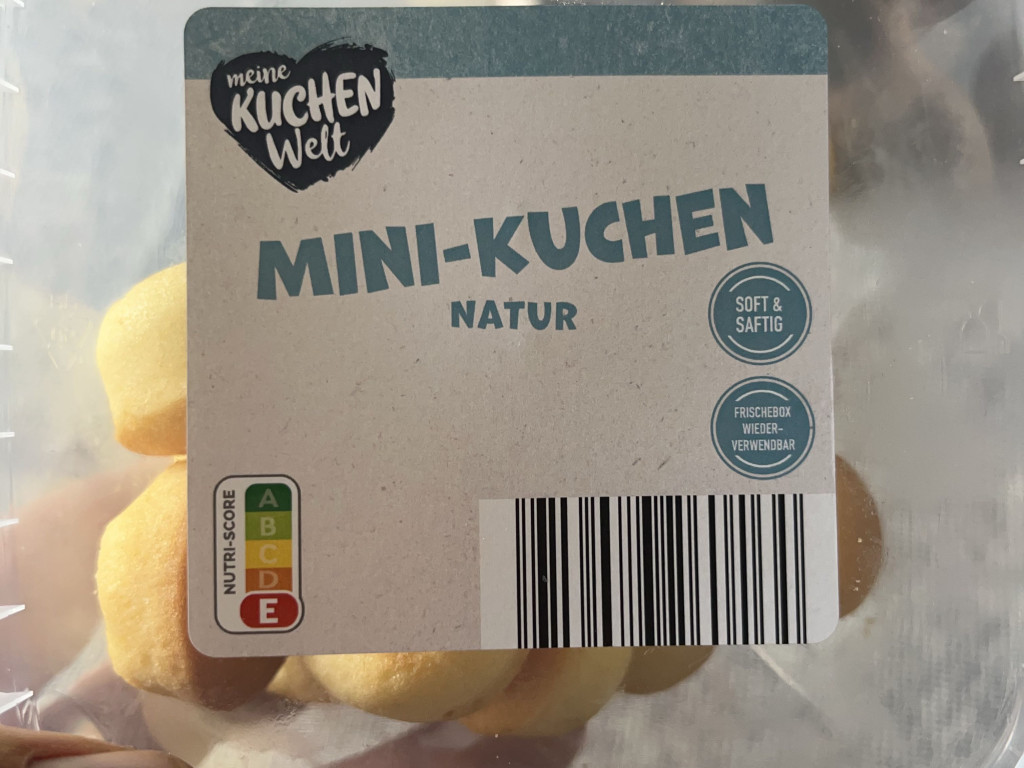 meine
KUCHEN
Welt
MINI-KUCHEN
NATUR
SOFT &
SAFTIG
FRISCHEBOX
WIEDER-
VERWENDBAR
NUTRI-SCORE
A
B
C
D
E